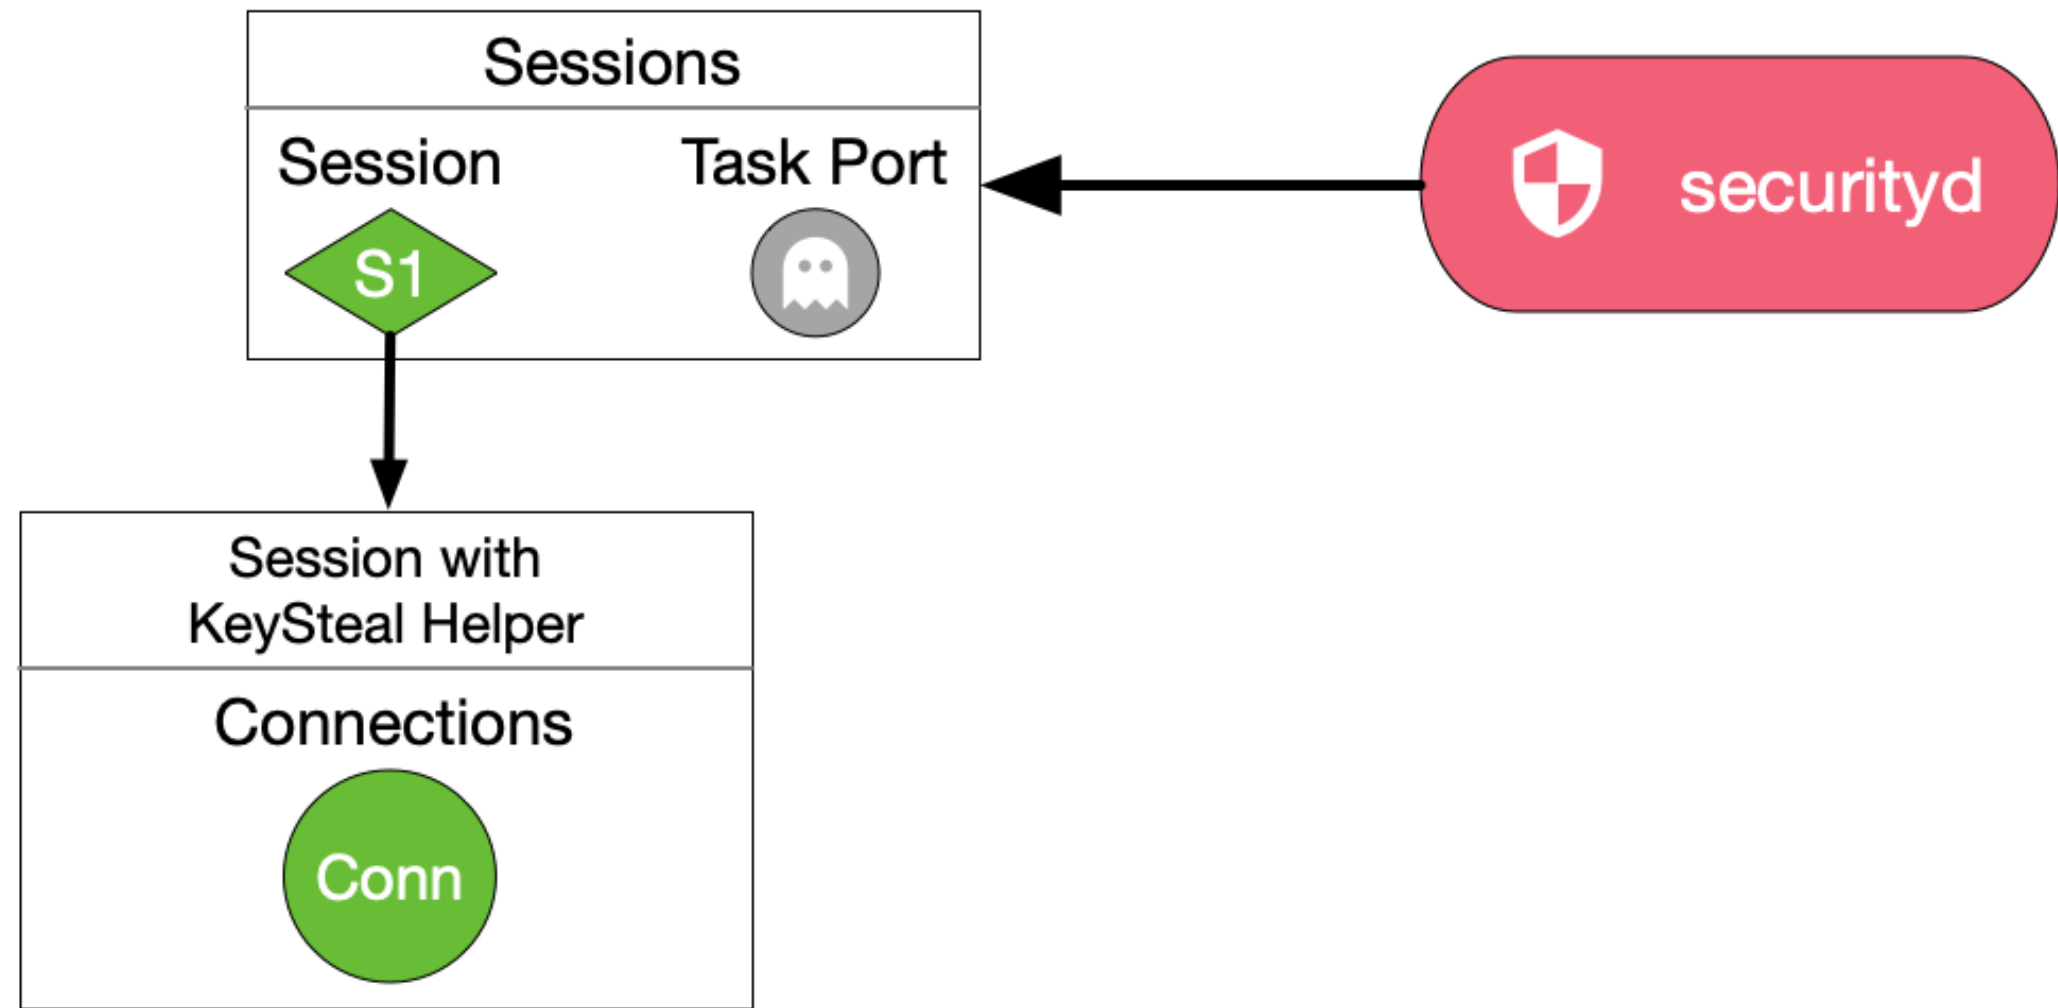 Sessions
Session
Task Port
S1
securityd
Session with
KeySteal Helper
Connections
Conn